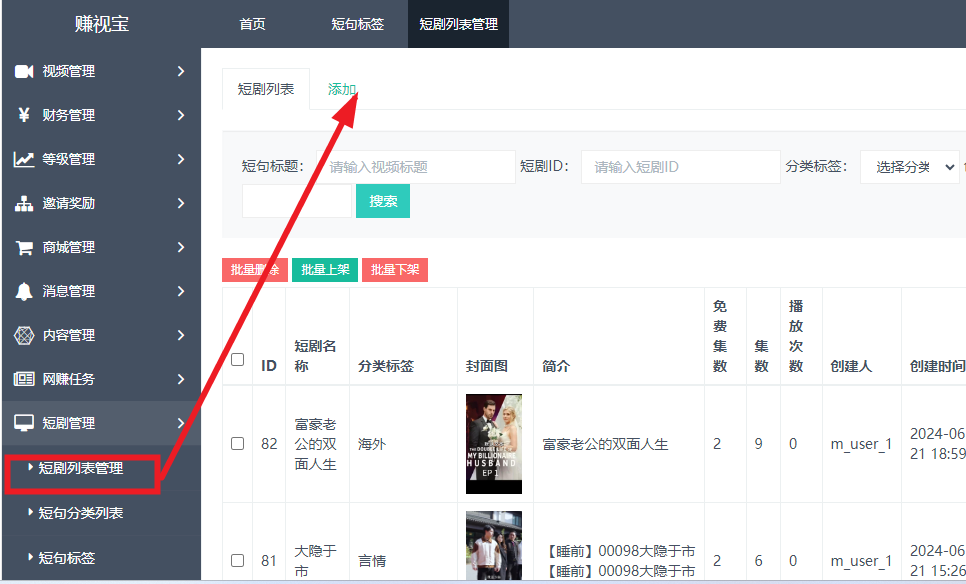 赚视宝
首页
短句标签
短剧列表管理
视频管理
财务管理
等级管理
邀请奖励
商城管理
消息管理
内容管理
网赚任务
短剧管理
短剧列表管理
短句分类列表
短句标签
短剧列表
添加
短句标题：
请输入视频标题
短剧ID：
请输入短剧ID
分类标签：
选择分类
搜索
批量删除
批量上架
批量下架
ID
短剧名
称
分类标签
封面图
简介
免
费
集
数
集
数
播
放
次
数
创建人
创建时间
82
富豪老
公的双
面人生
海外
THE DOUBLE LIFE OF
MY BILLIONAIRE
HUSBAND
EP 1
富豪老公的双面人生
2
9
0
m_user_1
2024-06
21 18:59
81
大隐于
市
言情
【睡前】00098大隐于市
【睡前】00098大隐于市
2
6
0
m_user_1
2024-06
21 15:26